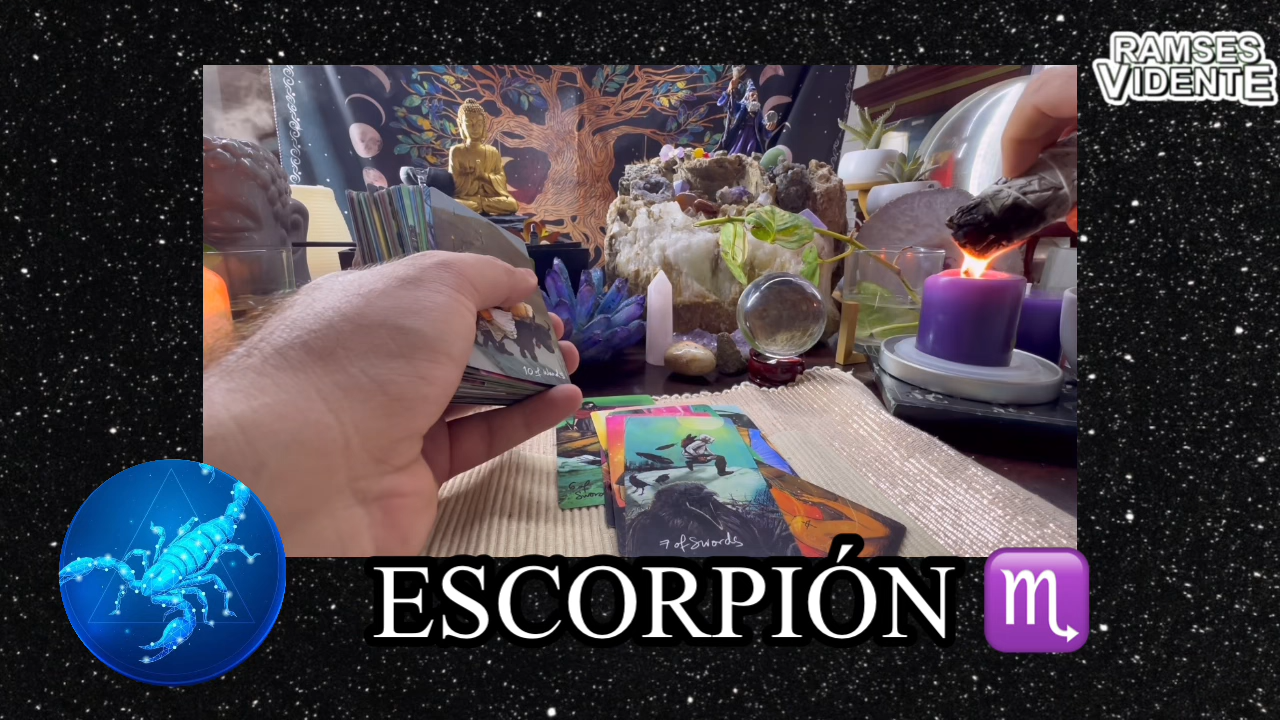 RAMSES
VIDENTE
10 of Wands
7 of Swords
ESCORPIÓN ♏